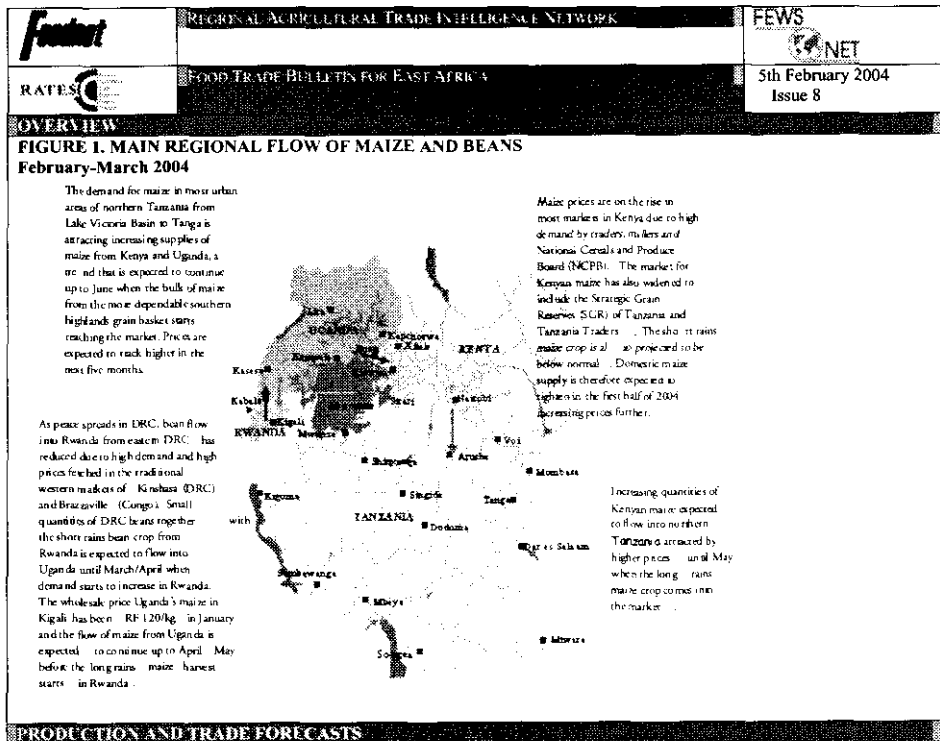 Foodnet
REGIONAL AGRICULTURAL TRADE INTELLIGENCE NETWORK
FEWS
NET
RATES
FOOD TRADE BULLETIN FOR EAST AFRICA
5th February 2004
Issue 8
OVERVIEW
FIGURE 1. MAIN REGIONAL FLOW OF MAIZE AND BEANS
February-March 2004
The demand for maize in most urban
areas of northern Tanzania from
Lake Victoria Basin to Tanga is
attracting increasing supplies of
maize from Kenya and Uganda, a
trend that is expected to continue
up to June when the bulk of maize
from the more dependable southern
highlands grain basket starts
reaching the market. Prices are
expected to reach higher in the
next five months.
As peace spreads in DRC, bean flow
into Rwanda from eastern DRC has
reduced due to high demand and high
prices fetched in the traditional
western markets of Kinshasa (DRC)
and Brazzaville (Congo). Small
quantities of DRC beans together with
the short rains bean crop from
Rwanda is expected to flow into
Uganda until March/April when
demand starts to increase in Rwanda.
The wholesale price Uganda's maize in
Kigali has been RF 120/kg in January
and the flow of maize from Uganda is
expected to continue up to April May
before the long rains maize harvest
starts in Rwanda.
Maize prices are on the rise in
most markets in Kenya due to high
demand by traders, millers and
National Cereals and Produce
Board (NCPB). The market for
Kenyan maize has also widened to
include the Strategic Grain
Reserves (SGR) of Tanzania and
Tanzania Traders. The short rains
maize crop is also projected to be
below normal. Domestic maize
supply is therefore expected to
tighten in the first half of 2004
increasing prices further.
Increasing quantities of
Kenyan maize expected
to flow into northern
Tanzania attracted by
higher prices until May
when the long rains
maize crop comes into
the market.
Lira
UGANDA
Kapchorwa
KENYA
Kampala
Kasese
Kabale
Sirari
Nairobi
Kigali
RWANDA
Mwanza
Voi
Shinyanga
Arusha
Mombasa
Kigoma
Singida
Tanga
TANZANIA
Dodoma
Dar es Salaam
Sumbawanga
Mbeya
Mtwara
Songea
PRODUCTION AND TRADE FORECASTS